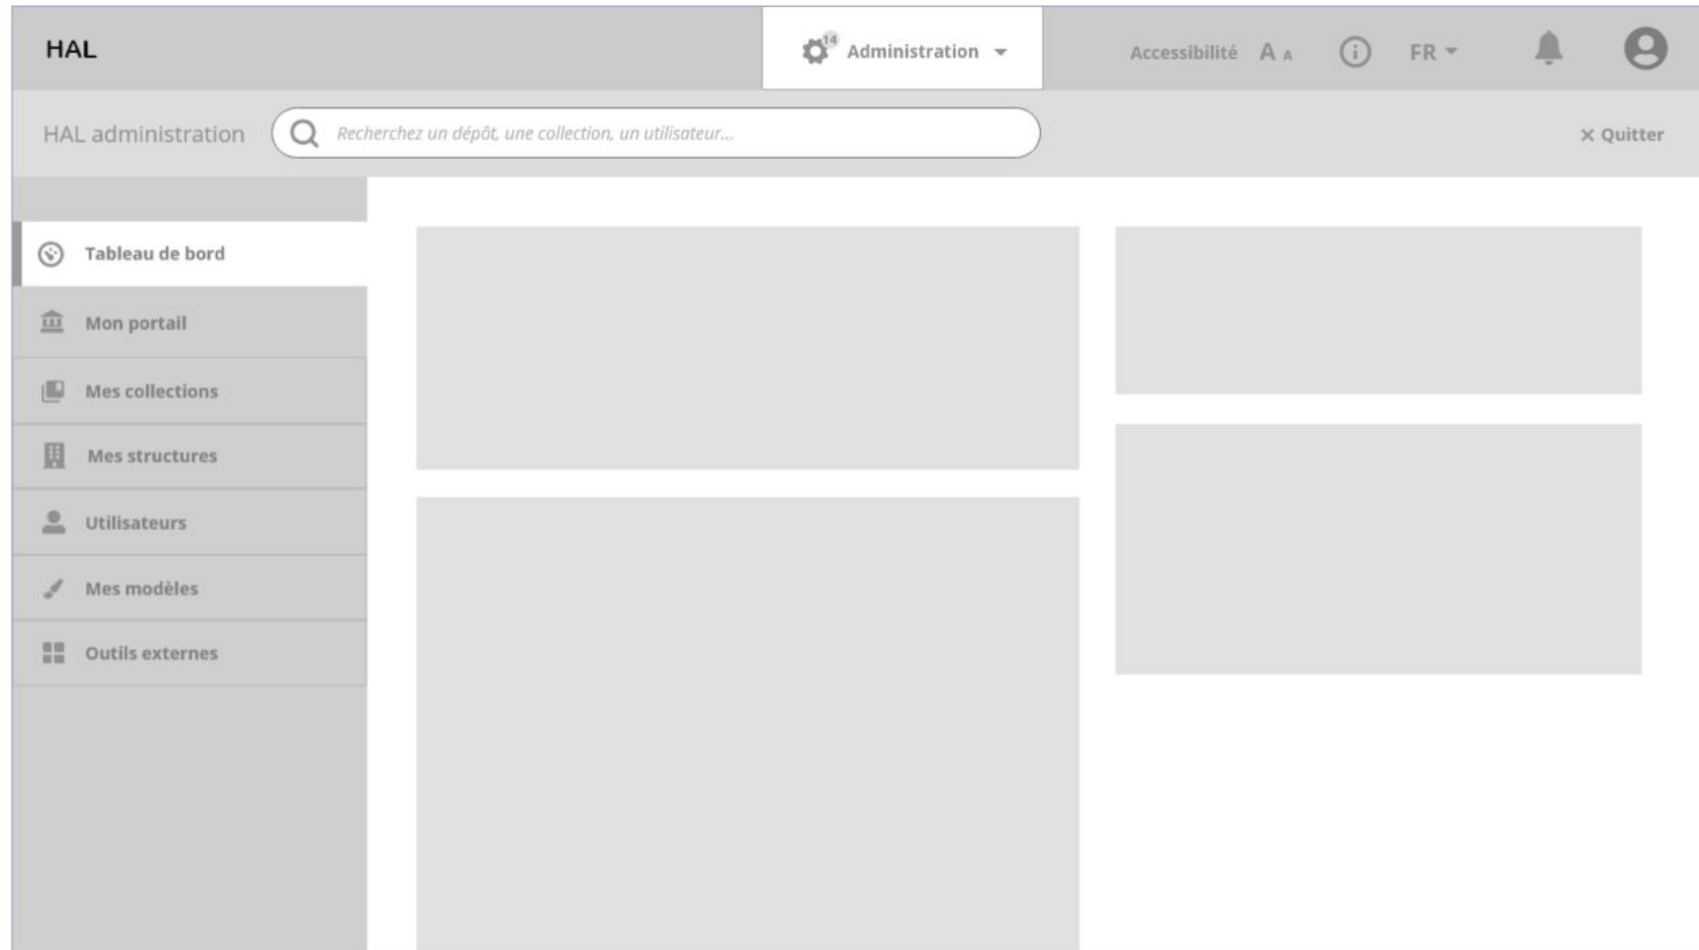 HAL
14
Administration
Accessibilité A A
i
FR
HAL administration
Recherchez un dépôt, une collection, un utilisateur...
× Quitter
Tableau de bord
Mon portail
Mes collections
Mes structures
Utilisateurs
Mes modèles
Outils externes